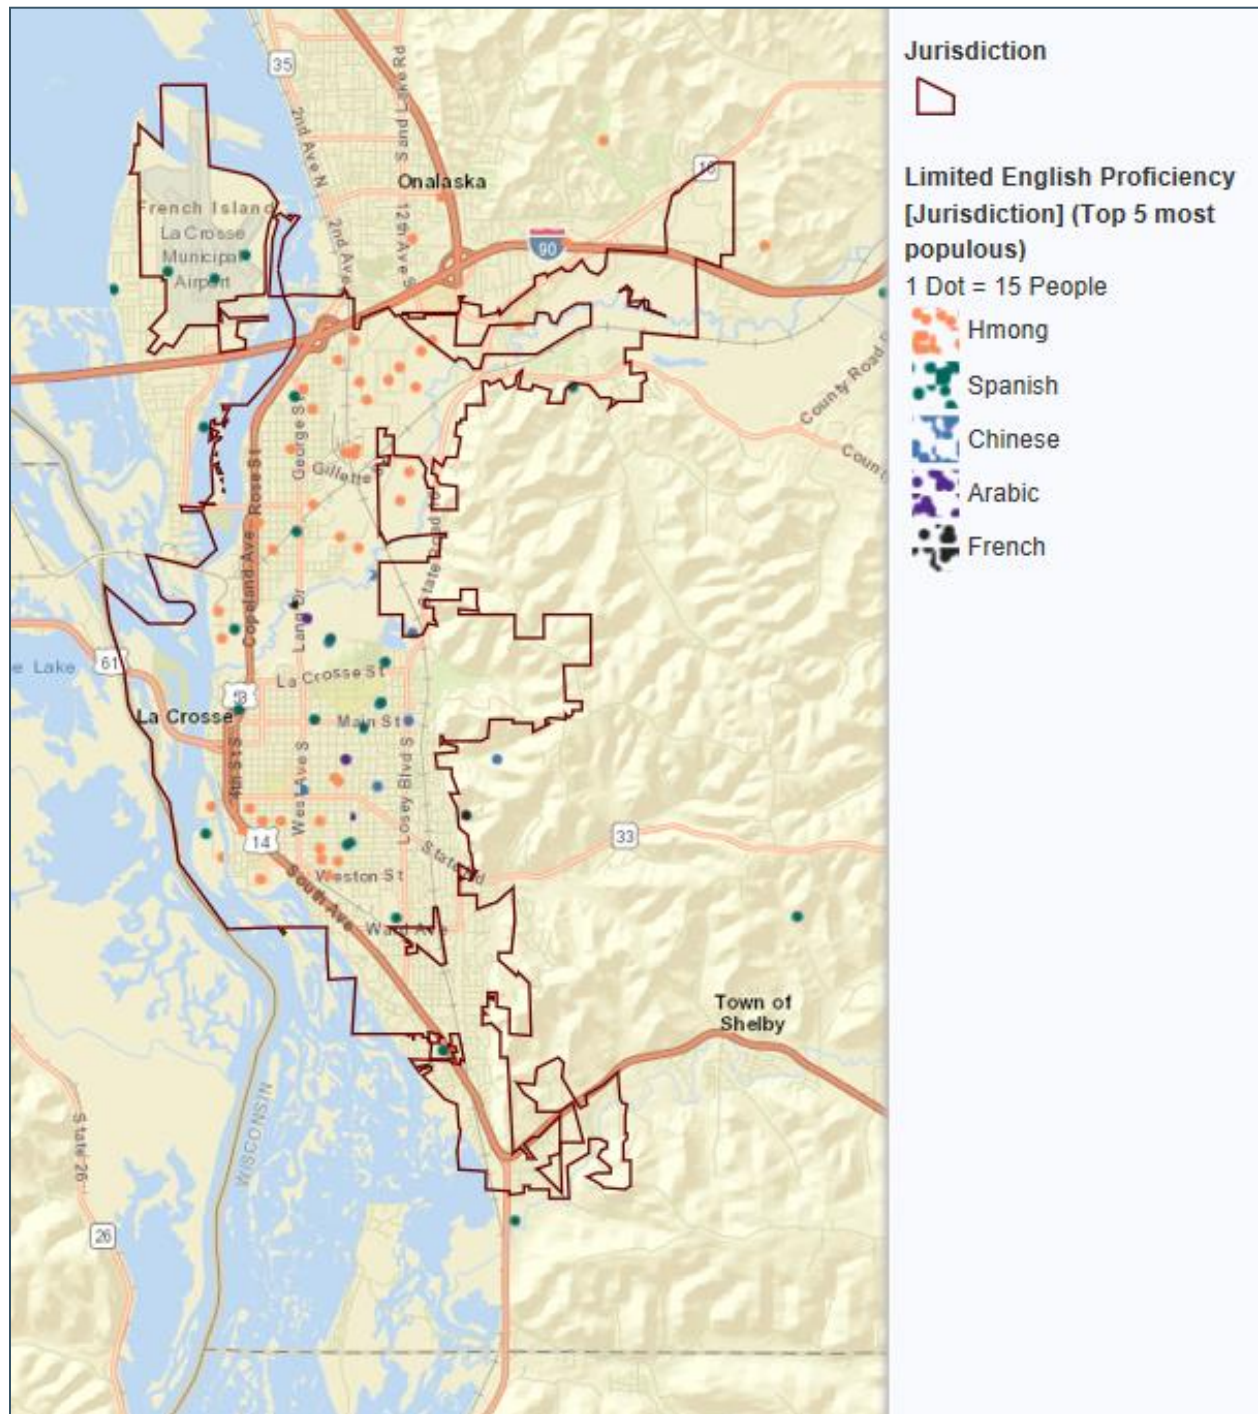 35
Sand Lake Rd
2nd Ave N
Onalaska
16
French Island
La Crosse
Municipal
Airport
2nd Ave
12th Ave S
90
County Road
George St
Gillette
Rose St
State Road 16
Copeland Ave
Lang Dr
61
e Lake
La Crosse St
La Crosse
Main St
4th St S
West Ave S
Losey Blvd S
14
33
State Rd
Weston St
South Ave
Ward Ave
Town of
Shelby
WISCONSIN
State 26
26
Jurisdiction
Limited English Proficiency
[Jurisdiction] (Top 5 most
populous)
1 Dot = 15 People
Hmong
Spanish
Chinese
Arabic
French